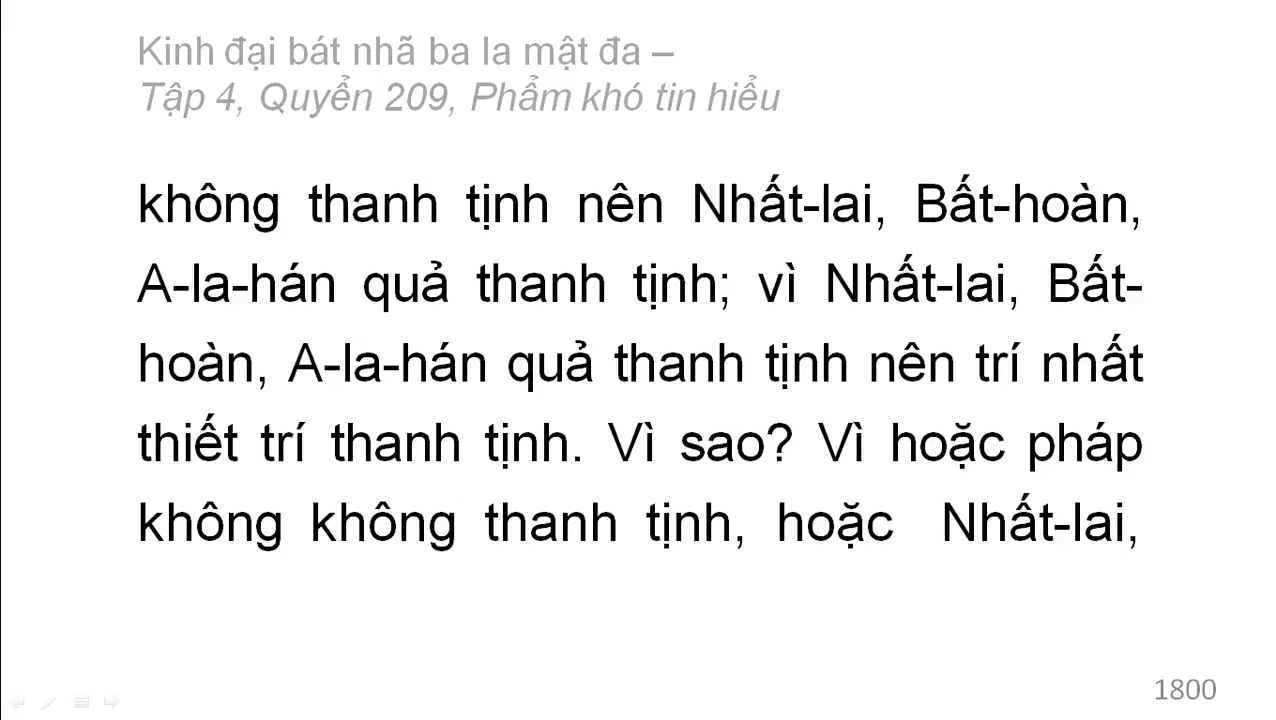 Kinh đại bát nhã ba la mật đa –
Tập 4, Quyển 209, Phẩm khó tin hiểu
không thanh tịnh nên Nhất-lai, Bất-hoàn,
A-la-hán quả thanh tịnh; vì Nhất-lai, Bất-
hoàn, A-la-hán quả thanh tịnh nên trí nhất
thiết trí thanh tịnh. Vì sao? Vì hoặc pháp
không không thanh tịnh, hoặc Nhất-lai,
1800